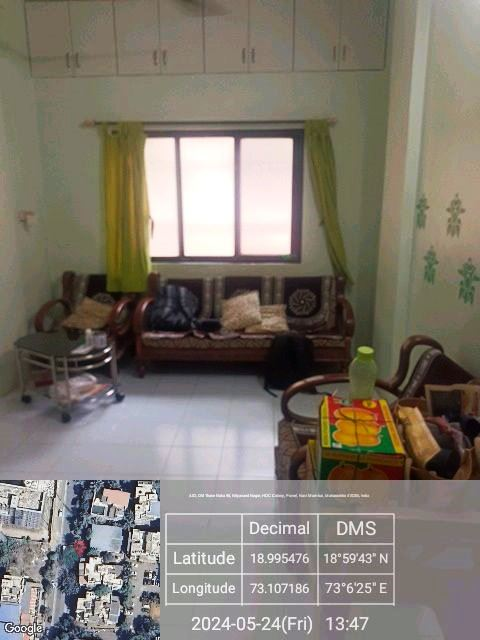 Decimal DMS
Latitude 18.995476 18°59'43" N
Longitude 73.107186 73°6'25" E
2024-05-24(Fri) 13:47
Google